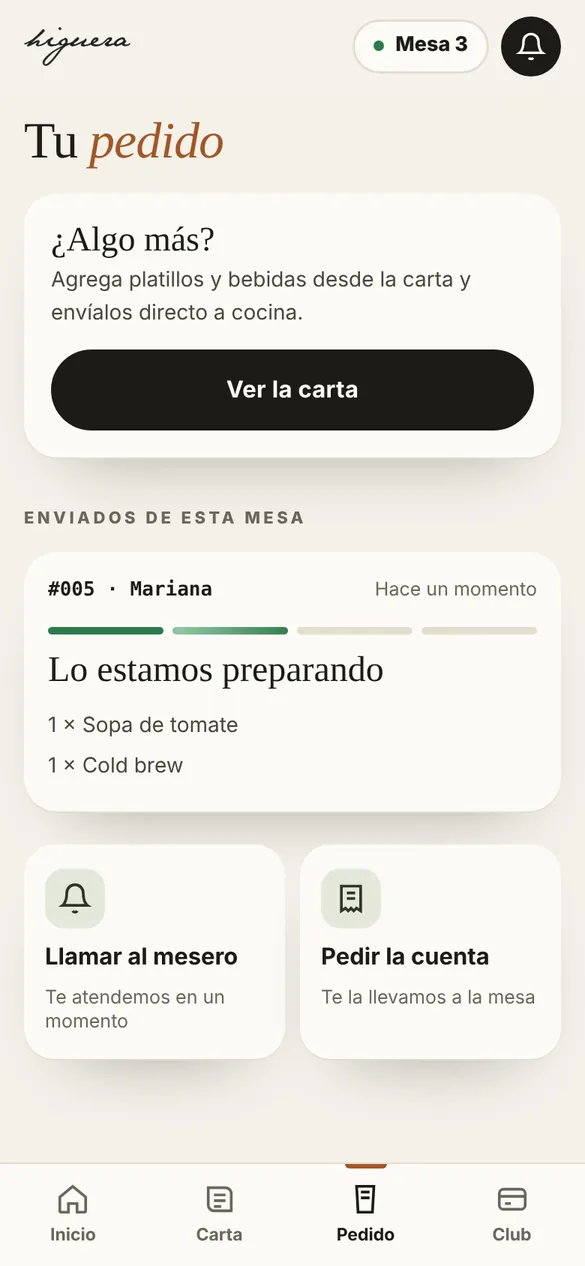 higuera
Mesa 3
Tu pedido
¿Algo más?
Agrega platillos y bebidas desde la carta y
envíalos directo a cocina.
Ver la carta
ENVIADOS DE ESTA MESA
#005 · Mariana
Hace un momento
Lo estamos preparando
1 × Sopa de tomate
1 × Cold brew
Llamar al mesero
Te atendemos en un
momento
Pedir la cuenta
Te la llevamos a la mesa
Inicio
Carta
Pedido
Club